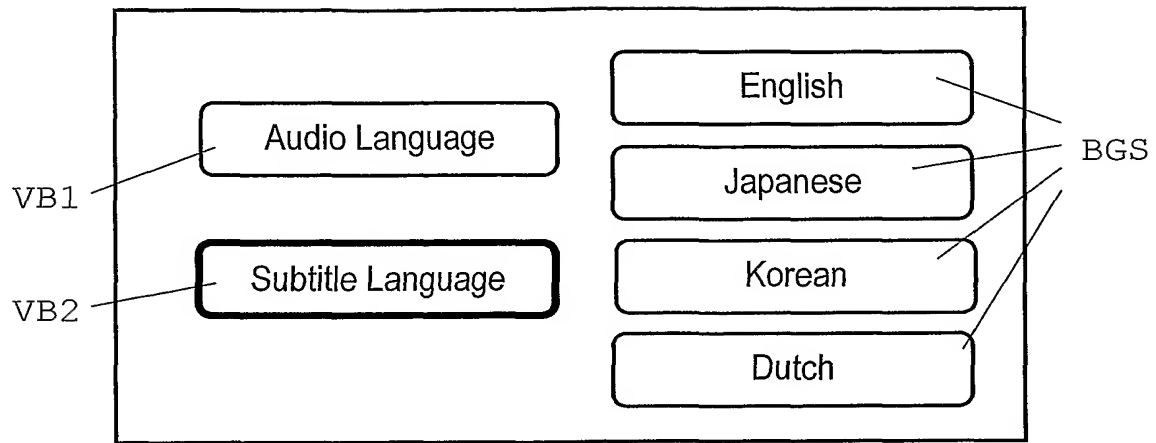 English
Audio Language
BGS
Japanese
VB1
Subtitle Language
Korean
VB2
Dutch